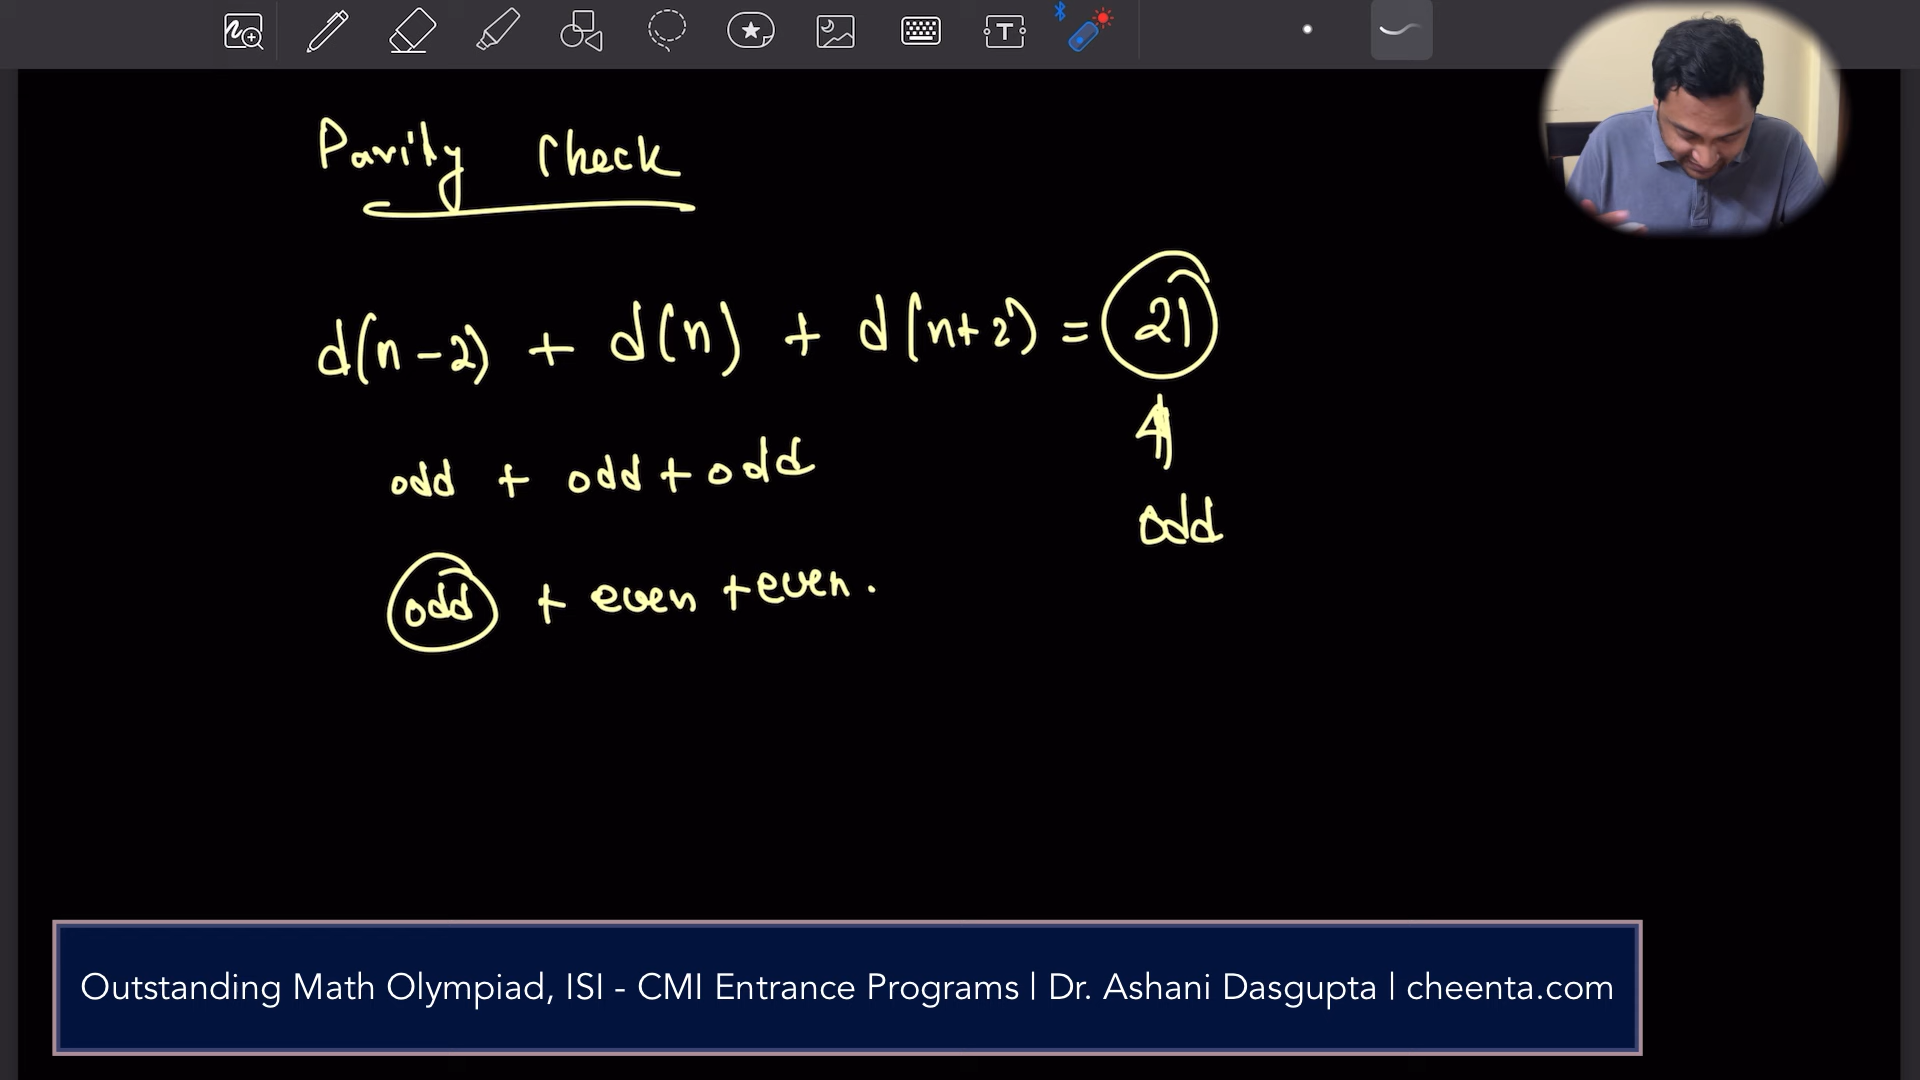 Parity Check
d(n-2) + d(n) + d(n+2) = 21
odd + odd + odd
odd
odd + even + even.
Outstanding Math Olympiad, ISI - CMI Entrance Programs | Dr. Ashani Dasgupta | cheenta.com